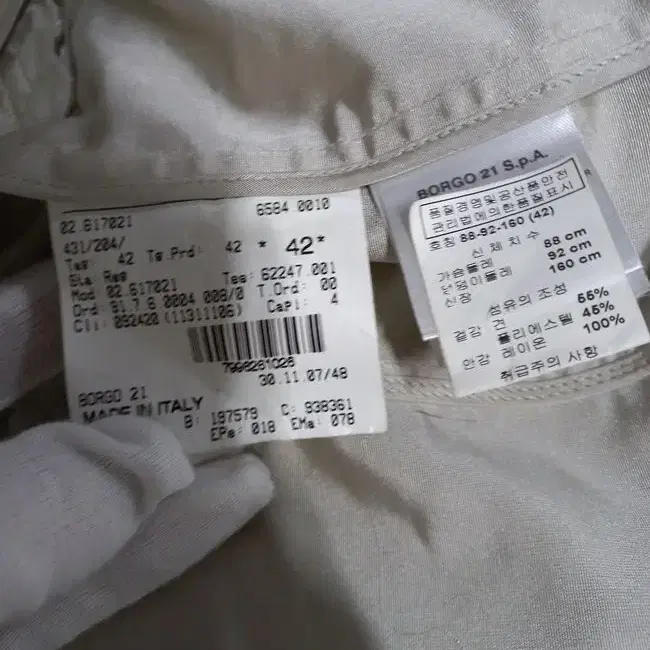 02.617021 6584 0010
431/204/
Tag: 42 Tg.Prd: 42 * 42*
Sta Reg
Mod 02.617021 Tes: 62247.001
Ord: 91.7.6 0004 008/0 T.Ord: 00
Cli: 092420 (11311106) Capi: 4
7998281028
30.11.07/48
BORGO 21
MADE IN ITALY
B: 197579 C: 938361
EPa: 018 EMa: 078
BORGO 21 S.p.A.
R
품질경영및공산품안전
관리법에의한품질표시
호칭 88-92-160 (42)
신체치수
가슴둘레 88 cm
엉덩이둘레 92 cm
신장 160 cm
섬유의 조성
겉감 견 55%
폴리에스텔 45%
안감 레이온 100%
취급주의 사항